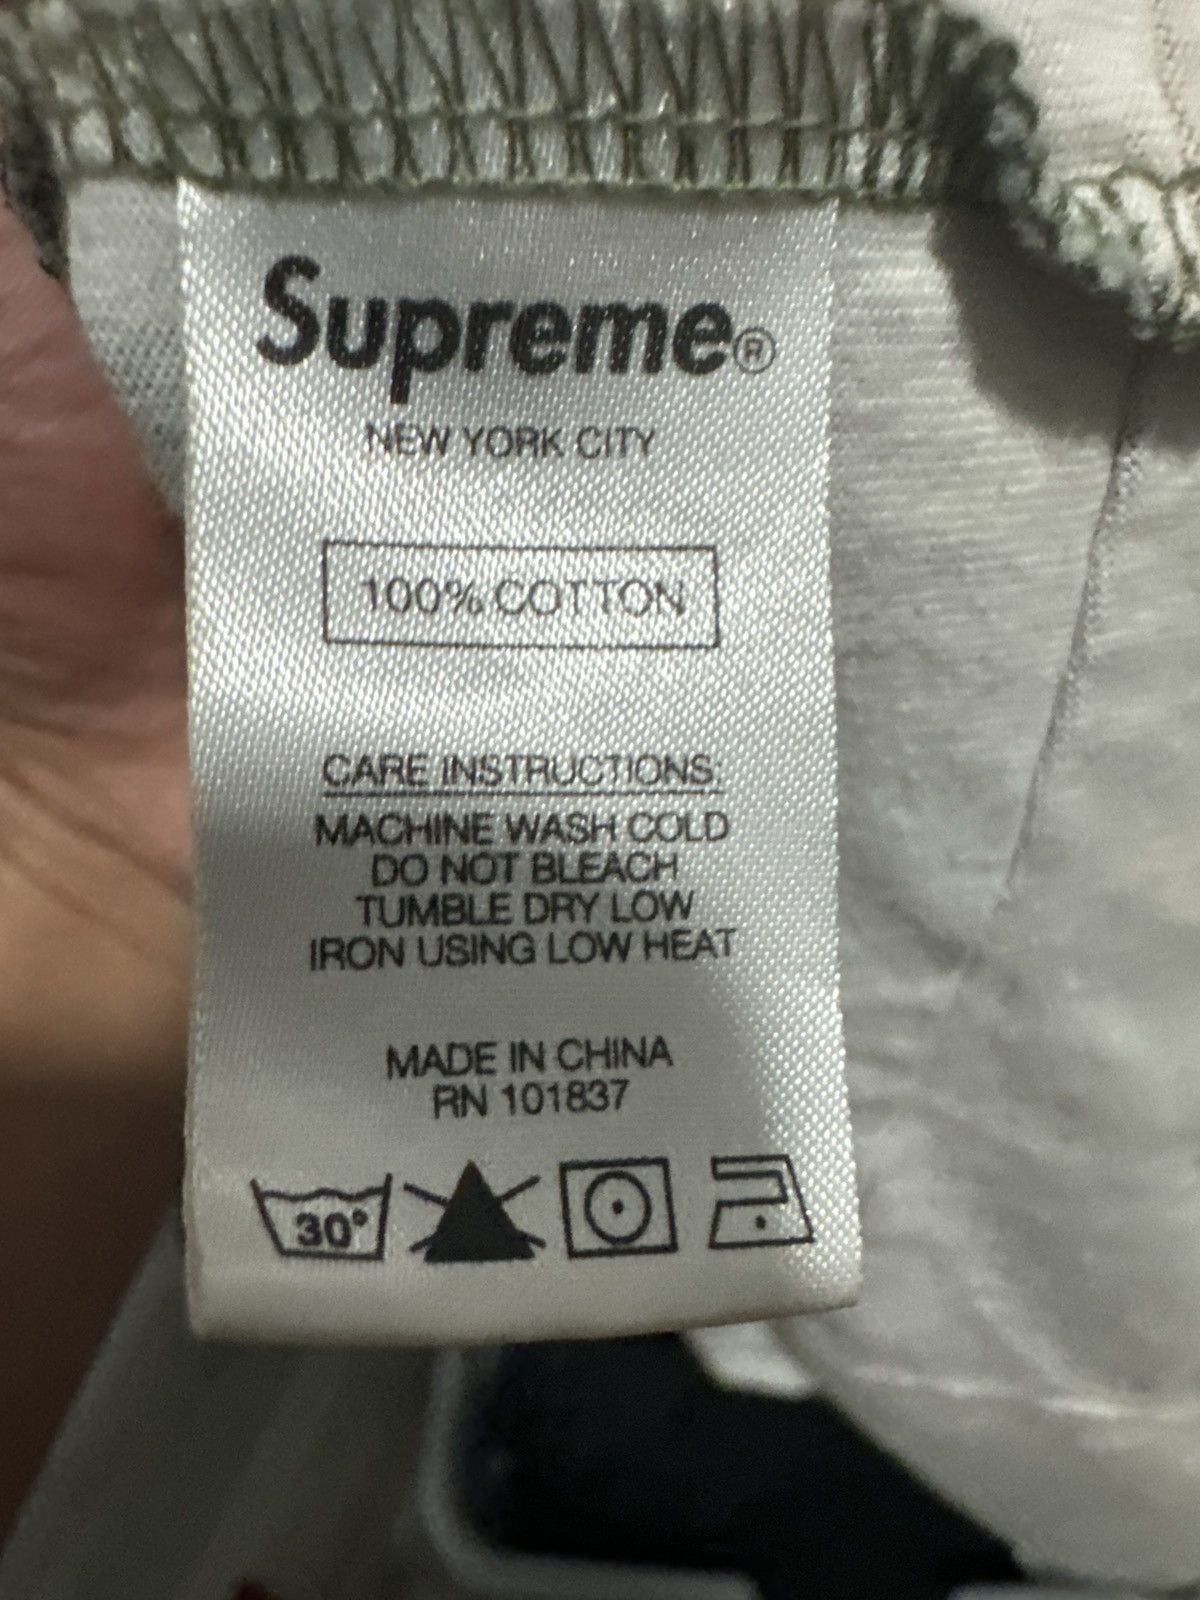 Supreme®
NEW YORK CITY
100% COTTON
CARE INSTRUCTIONS:
MACHINE WASH COLD
DO NOT BLEACH
TUMBLE DRY LOW
IRON USING LOW HEAT
MADE IN CHINA
RN 101837
30°